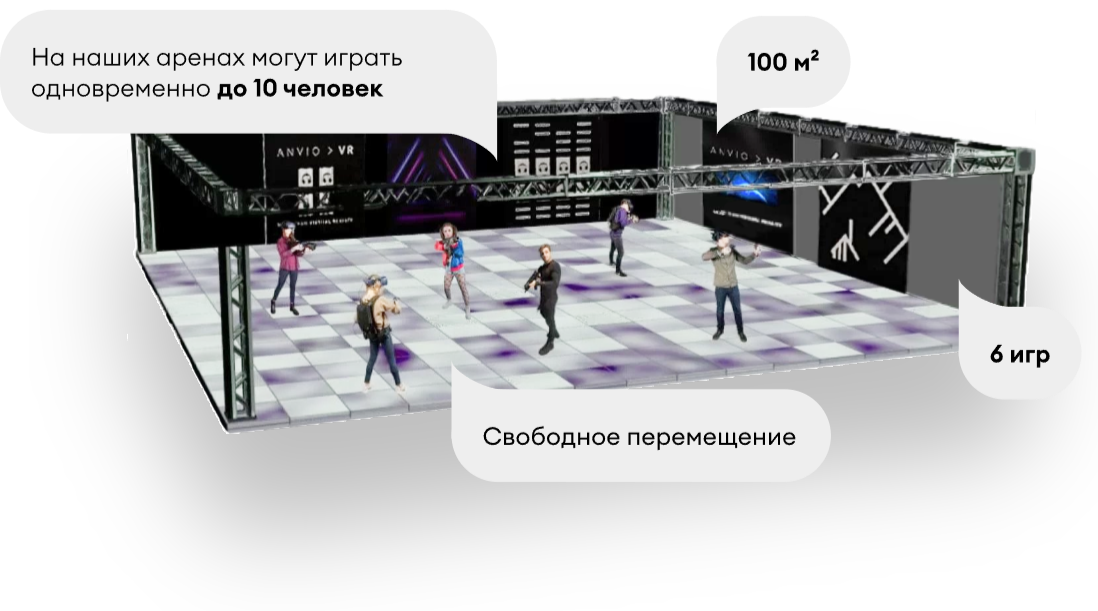 На наших аренах могут играть
одновременно до 10 человек
100 м²
ANVIO > VR
ANVIO > VR
6 игр
Свободное перемещение